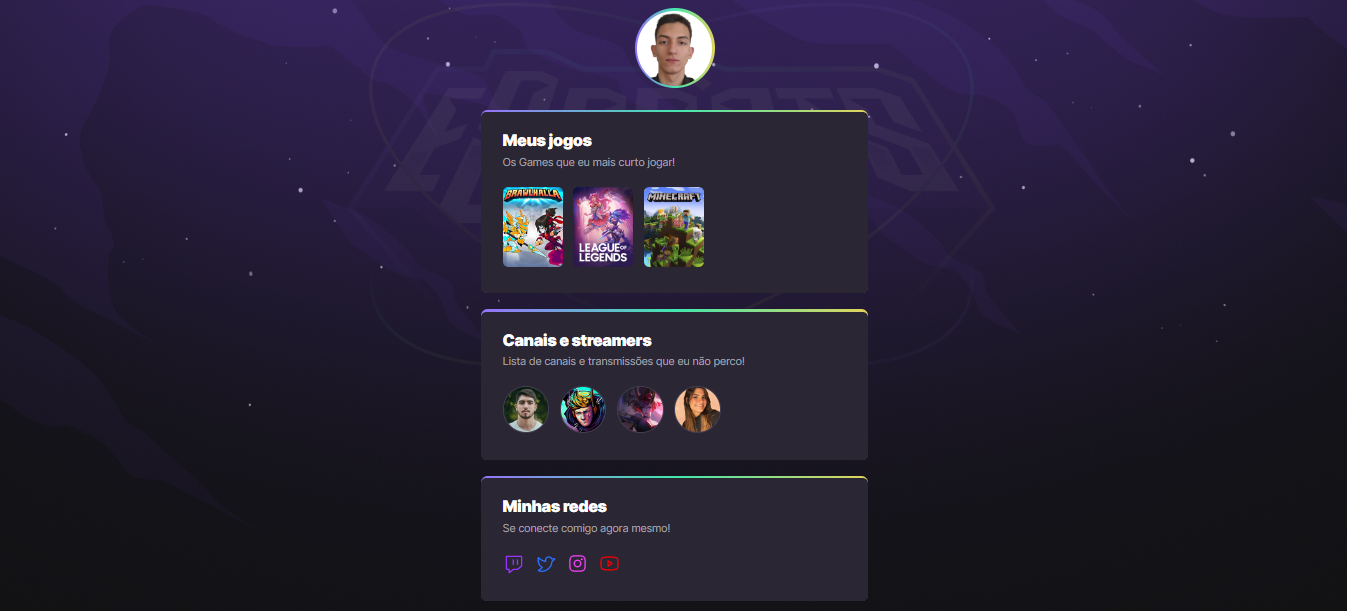 Meus jogos
Os Games que eu mais curto jogar!
BRAWLHALLA
LEAGUE OF
LEGENDS
MINECRAFT
Canais e streamers
Lista de canais e transmissões que eu não perco!
Minhas redes
Se conecte comigo agora mesmo!